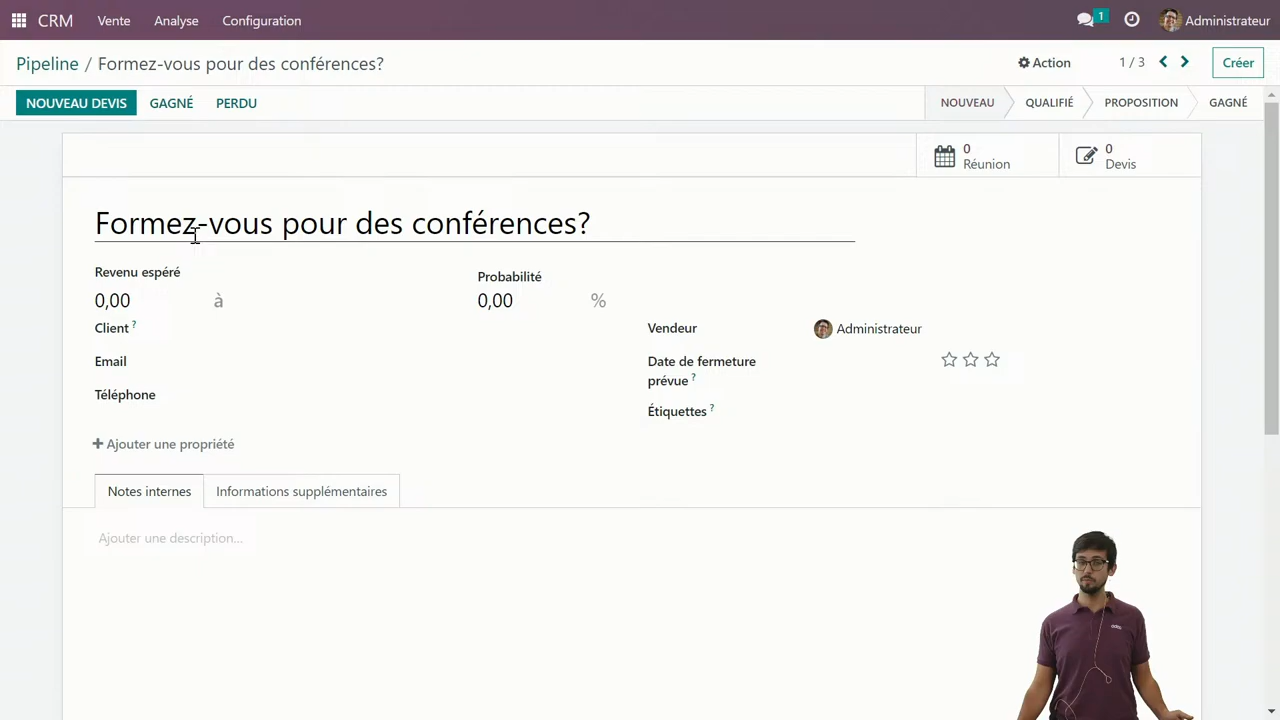 CRM Vente Analyse Configuration 1 Administrateur
Pipeline / Formez-vous pour des conférences? Action 1 / 3 Créer
NOUVEAU DEVIS GAGNÉ PERDU NOUVEAU QUALIFIÉ PROPOSITION GAGNÉ
0 0
Réunion Devis
Formez-vous pour des conférences?
Revenu espéré Probabilité
0,00 à 0,00 %
Client ? Vendeur Administrateur
Email Date de fermeture
prévue ?
Téléphone Étiquettes ?
Ajouter une propriété
Notes internes Informations supplémentaires
Ajouter une description...
odoo